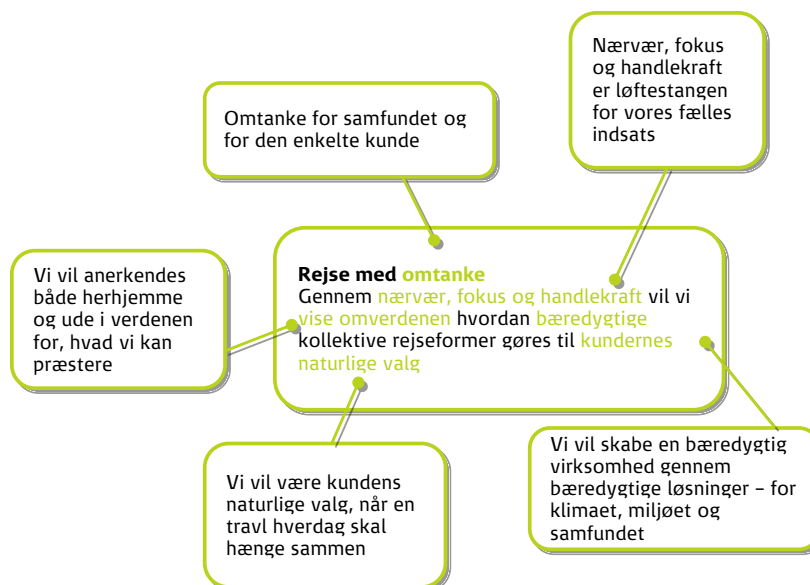 Nærvær, fokus
og handlekraft
er løftestangen
for vores fælles
indsats
Omtanke for samfundet og
for den enkelte kunde
Rejse med omtanke
Gennem nærvær, fokus og handlekraft vil vi
vise omverdenen hvordan bæredygtige
kollektive rejseformer gøres til kundernes
naturlige valg
Vi vil anerkendes
både herhjemme
og ude i verdenen
for, hvad vi kan
præstere
Vi vil være kundens
naturlige valg, når en
travl hverdag skal
hænge sammen
Vi vil skabe en bæredygtig
virksomhed gennem
bæredygtige løsninger – for
klimaet, miljøet og
samfundet